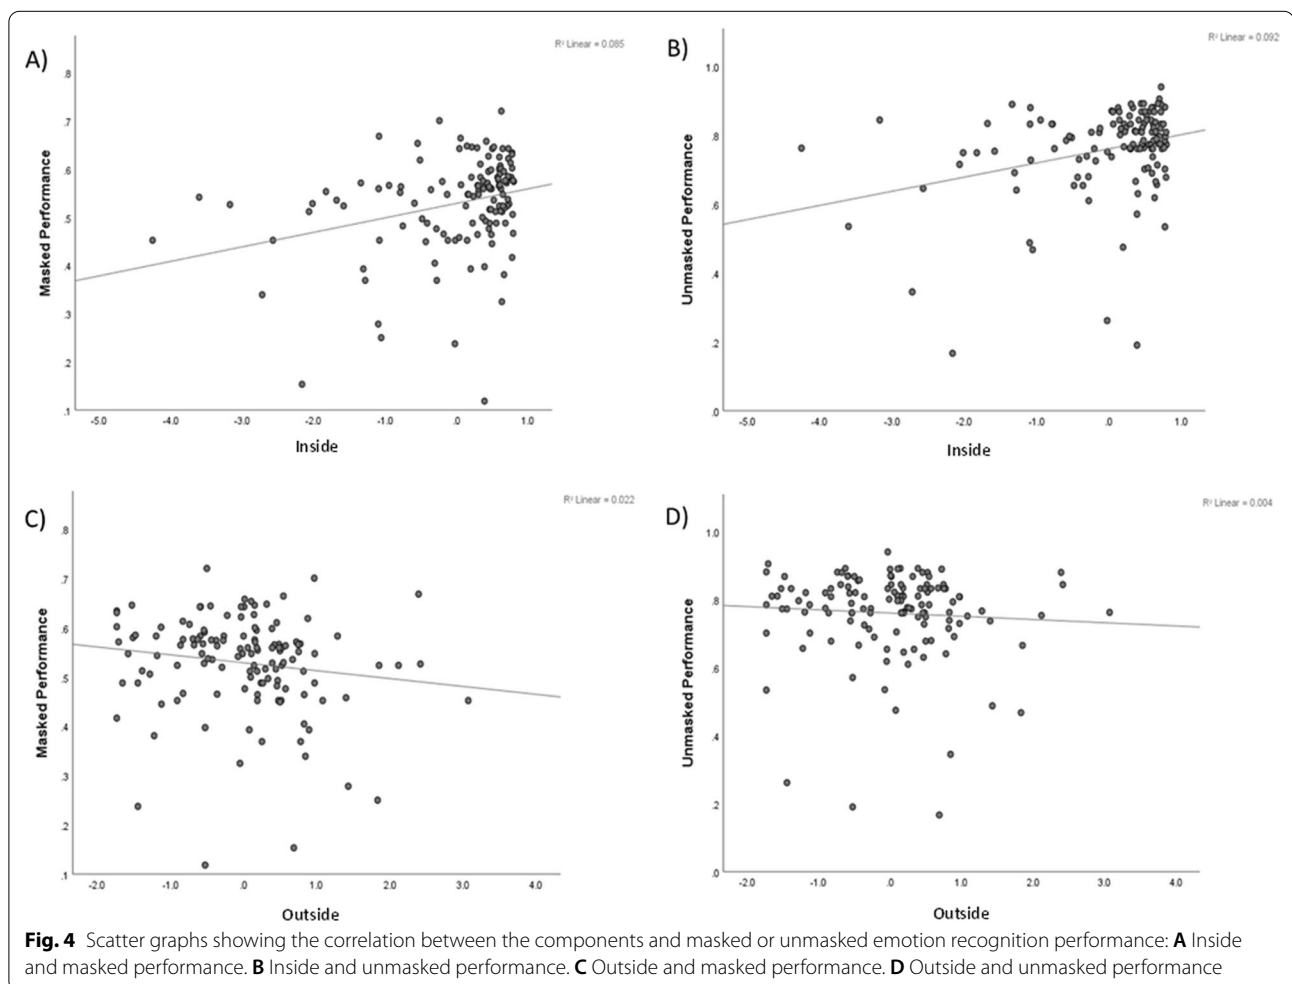 A)
R² Linear = 0.085
Masked Performance
.8
.7
.6
.5
.4
.3
.2
.1
-5.0 -4.0 -3.0 -2.0 -1.0 .0 1.0
Inside
B)
R² Linear = 0.092
Unmasked Performance
1.0
.8
.6
.4
.2
.0
-5.0 -4.0 -3.0 -2.0 -1.0 .0 1.0
Inside
C)
R² Linear = 0.022
Masked Performance
.8
.7
.6
.5
.4
.3
.2
.1
-2.0 -1.0 .0 1.0 2.0 3.0 4.0
Outside
D)
R² Linear = 0.004
Unmasked Performance
1.0
.8
.6
.4
.2
.0
-2.0 -1.0 .0 1.0 2.0 3.0 4.0
Outside
Fig. 4 Scatter graphs showing the correlation between the components and masked or unmasked emotion recognition performance: A Inside
and masked performance. B Inside and unmasked performance. C Outside and masked performance. D Outside and unmasked performance